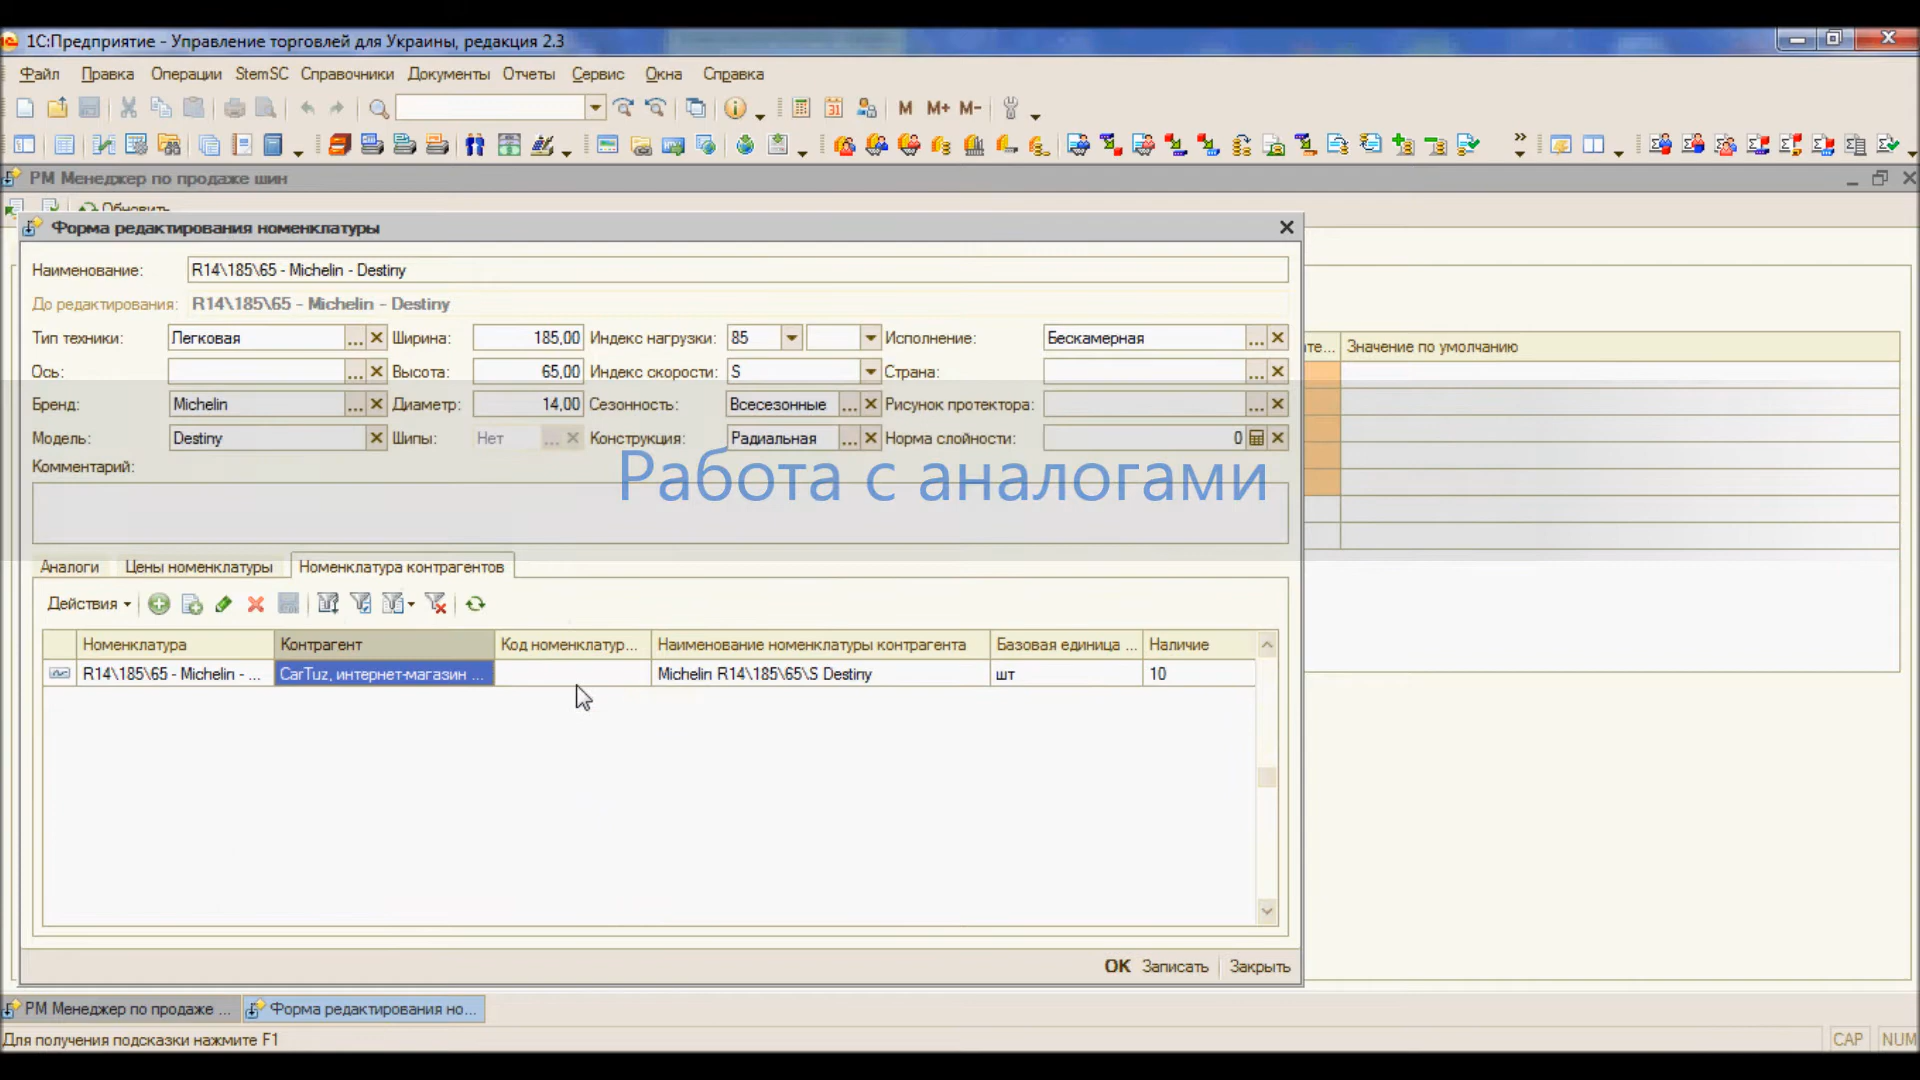 1С:Предприятие - Управление торговлей для Украины, редакция 2.3
Файл Правка Операции StemSC Справочники Документы Отчеты Сервис Окна Справка
M M+ M-
РМ Менеджер по продаже шин
Обновить
Форма редактирования номенклатуры
Наименование: R14\185\65 - Michelin - Destiny
До редактирования: R14\185\65 - Michelin - Destiny
Тип техники: Легковая ... Ширина: 185,00 Индекс нагрузки: 85 Исполнение: Бескамерная ...
Значение по умолчанию
Ось: ... Высота: 65,00 Индекс скорости: S Страна: ...
Бренд: Michelin ... Диаметр: 14,00 Сезонность: Всесезонные ... Рисунок протектора: ...
Модель: Destiny Шипы: Нет ... Конструкция: Радиальная ... Норма слойности: 0
Комментарий:
Работа с аналогами
Аналоги Цены номенклатуры Номенклатура контрагентов
Действия
Номенклатура Контрагент Код номенклатур... Наименование номенклатуры контрагента Базовая единица ... Наличие
R14\185\65 - Michelin - ... CarTuz, интернет-магазин ... Michelin R14\185\65\S Destiny шт 10
OK Записать Закрыть
РМ Менеджер по продаже ... Форма редактирования но...
Для получения подсказки нажмите F1 CAP NUM